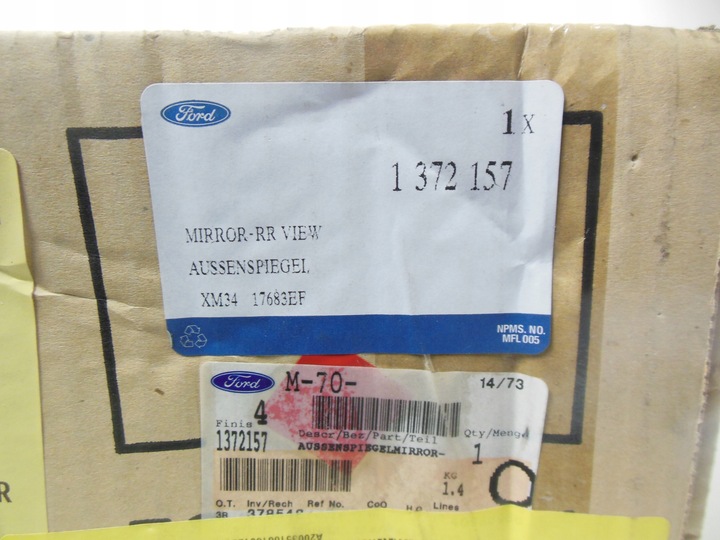 Ford
1 X
1 372 157
MIRROR-RR VIEW
AUSSENSPIEGEL
XM34 17683EF
NPMS. NO.
MFL 005
Ford M-70- 14/73
4
Finis Descr/Bez/Part/Teil Qty/Menge
1372157 AUSSENSPIEGELMIRROR- 1
KG
1.4
O.T. Inv/Rech Ref No. CoO H.O Lines
3R
R